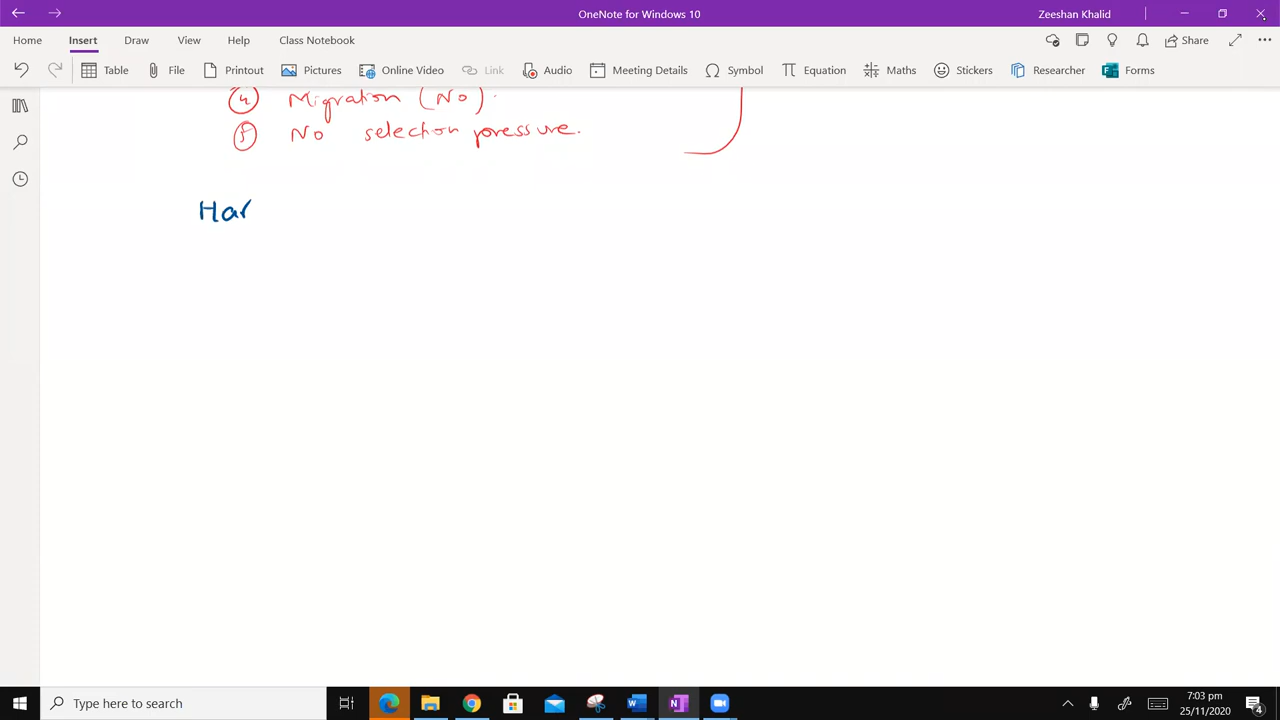 OneNote for Windows 10
Zeeshan Khalid
Home Insert Draw View Help Class Notebook
Share
Table File Printout Pictures Online Video Link Audio Meeting Details Symbol Equation Maths Stickers Researcher Forms
Migration (No).
No selection pressure.
Har
Type here to search
7:03 pm
25/11/2020
4